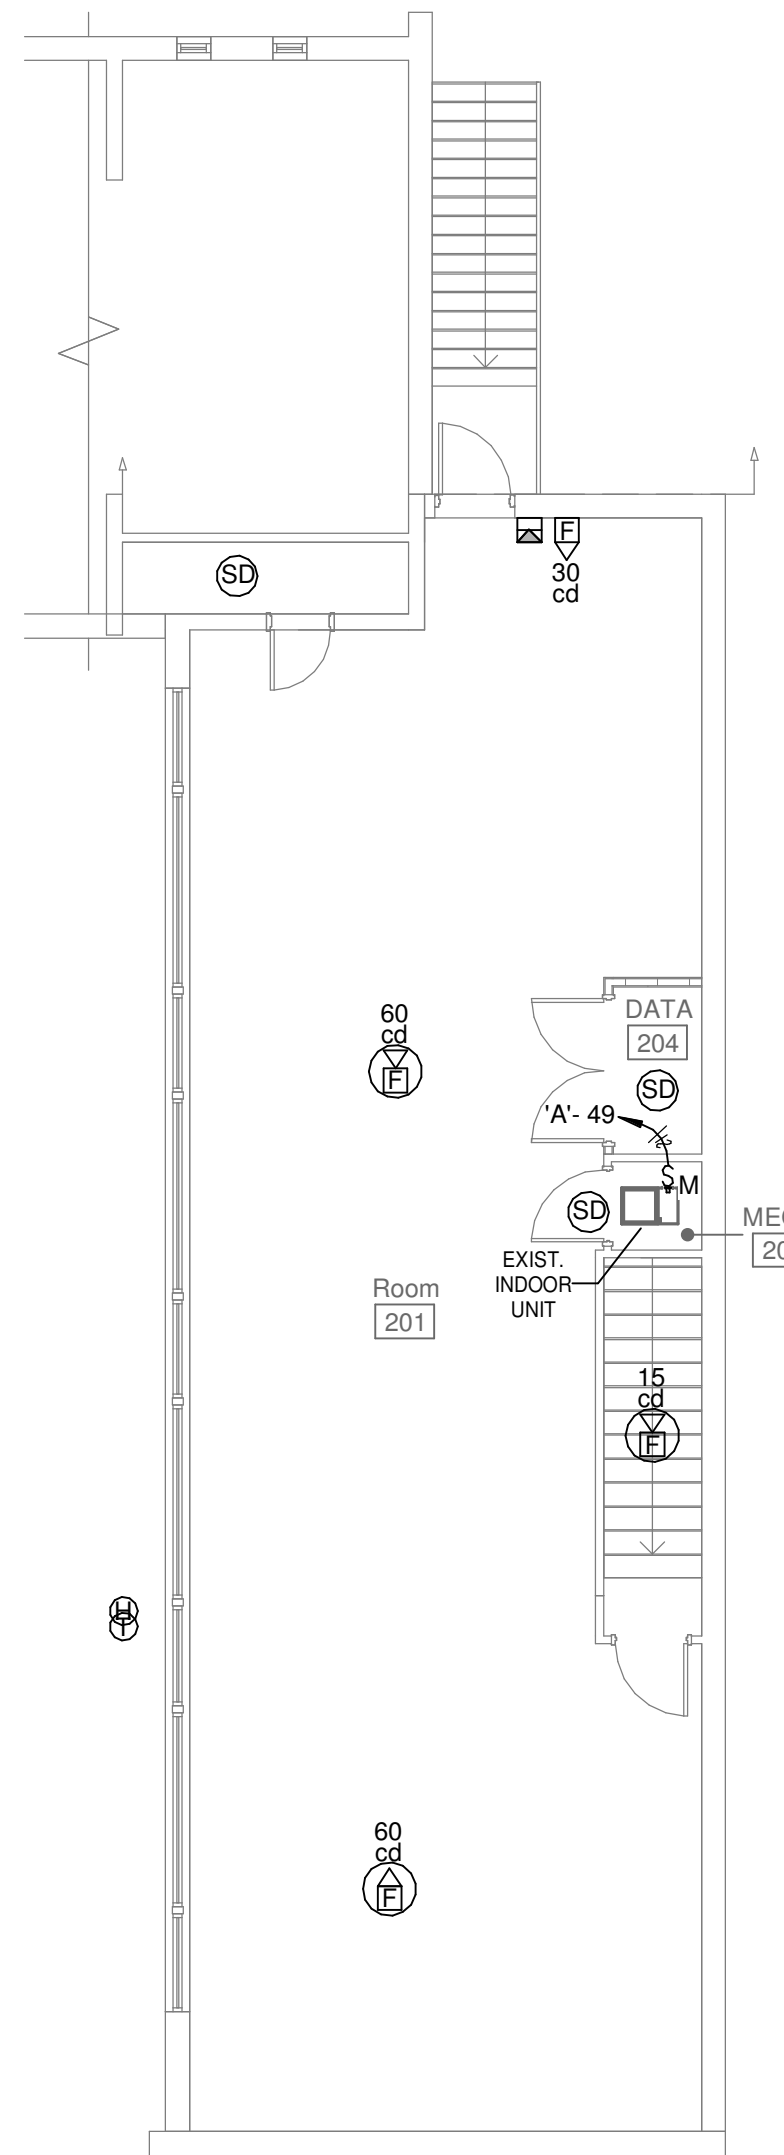 SD
F
30
cd
60
cd
F
DATA
204
SD
'A'- 49
S
M
SD
EXIST.
INDOOR
UNIT
Room
201
15
cd
F
H
T
60
cd
F